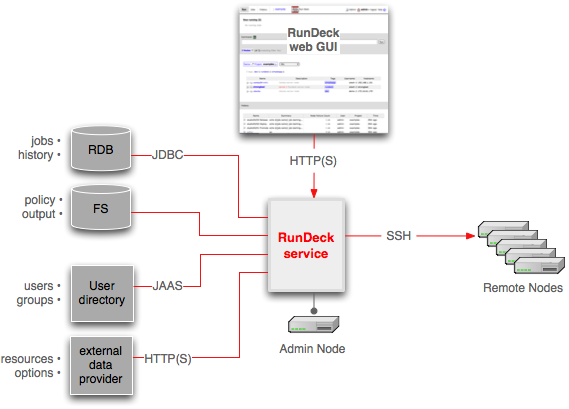 RunDeck
web GUI
HTTP(S)
jobs •
history •
RDB
JDBC
policy •
output •
FS
RunDeck
service
SSH
Remote Nodes
users •
groups •
User
directory
JAAS
Admin Node
resources •
options •
external
data
provider
HTTP(S)